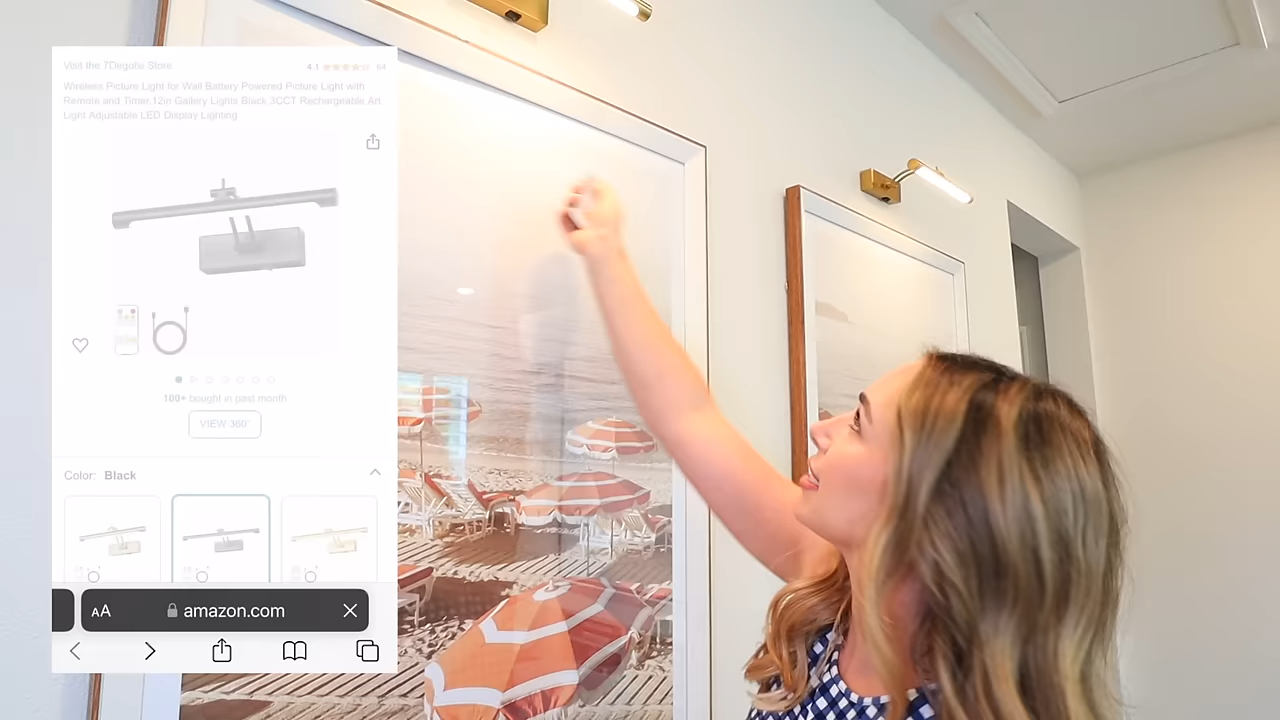 Visit the 7Degobii Store
4.1 64
Wireless Picture Light for Wall Battery Powered Picture Light with
Remote and Timer,12in Gallery Lights Black,3CCT Rechargeable Art
Light Adjustable LED Display Lighting
100+ bought in past month
VIEW 360°
Color: Black
AA amazon.com